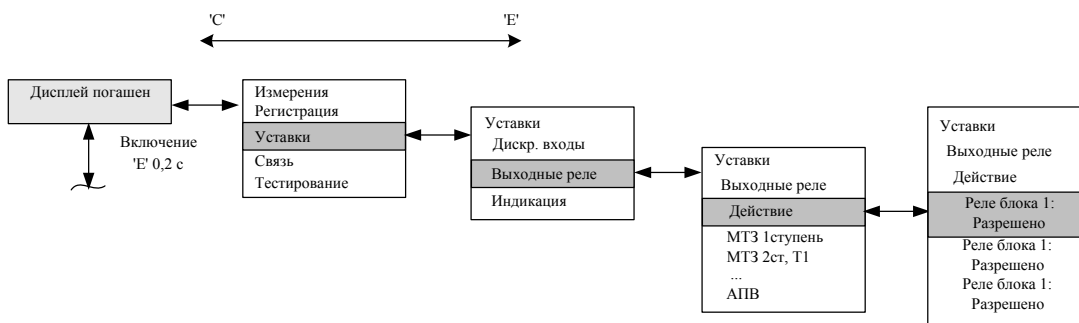 'C' 'E'
Дисплей погашен
Включение
'E' 0,2 с
Измерения
Регистрация
Уставки
Связь
Тестирование
Уставки
Дискр. входы
Выходные реле
Индикация
Уставки
Выходные реле
Действие
МТЗ 1ступень
МТЗ 2ст, Т1
...
АПВ
Уставки
Выходные реле
Действие
Реле блока 1:
Разрешено
Реле блока 1:
Разрешено
Реле блока 1:
Разрешено